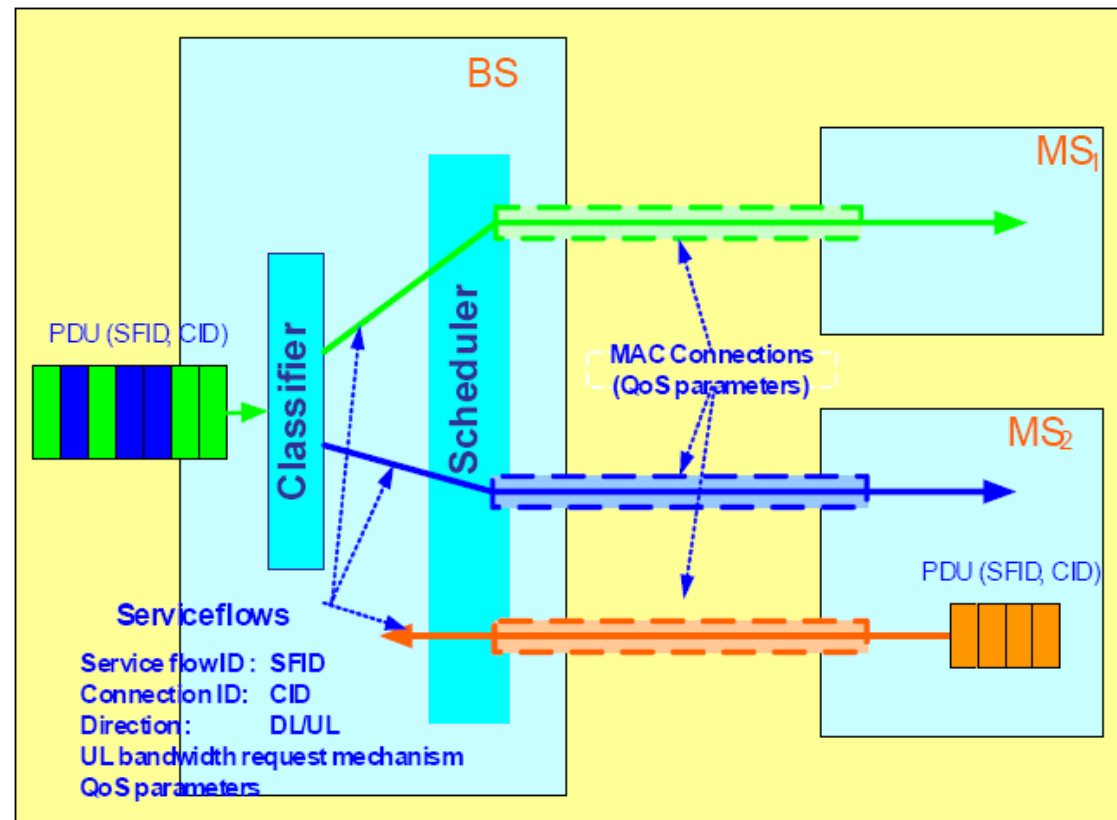 BS
MS1
PDU (SFID, CID)
Classifier
Scheduler
MAC Connections
(QoS parameters)
MS2
PDU (SFID, CID)
Serviceflows
Service flowID : SFID
Connection ID: CID
Direction : DL/UL
UL bandwidth request mechanism
QoS parameters